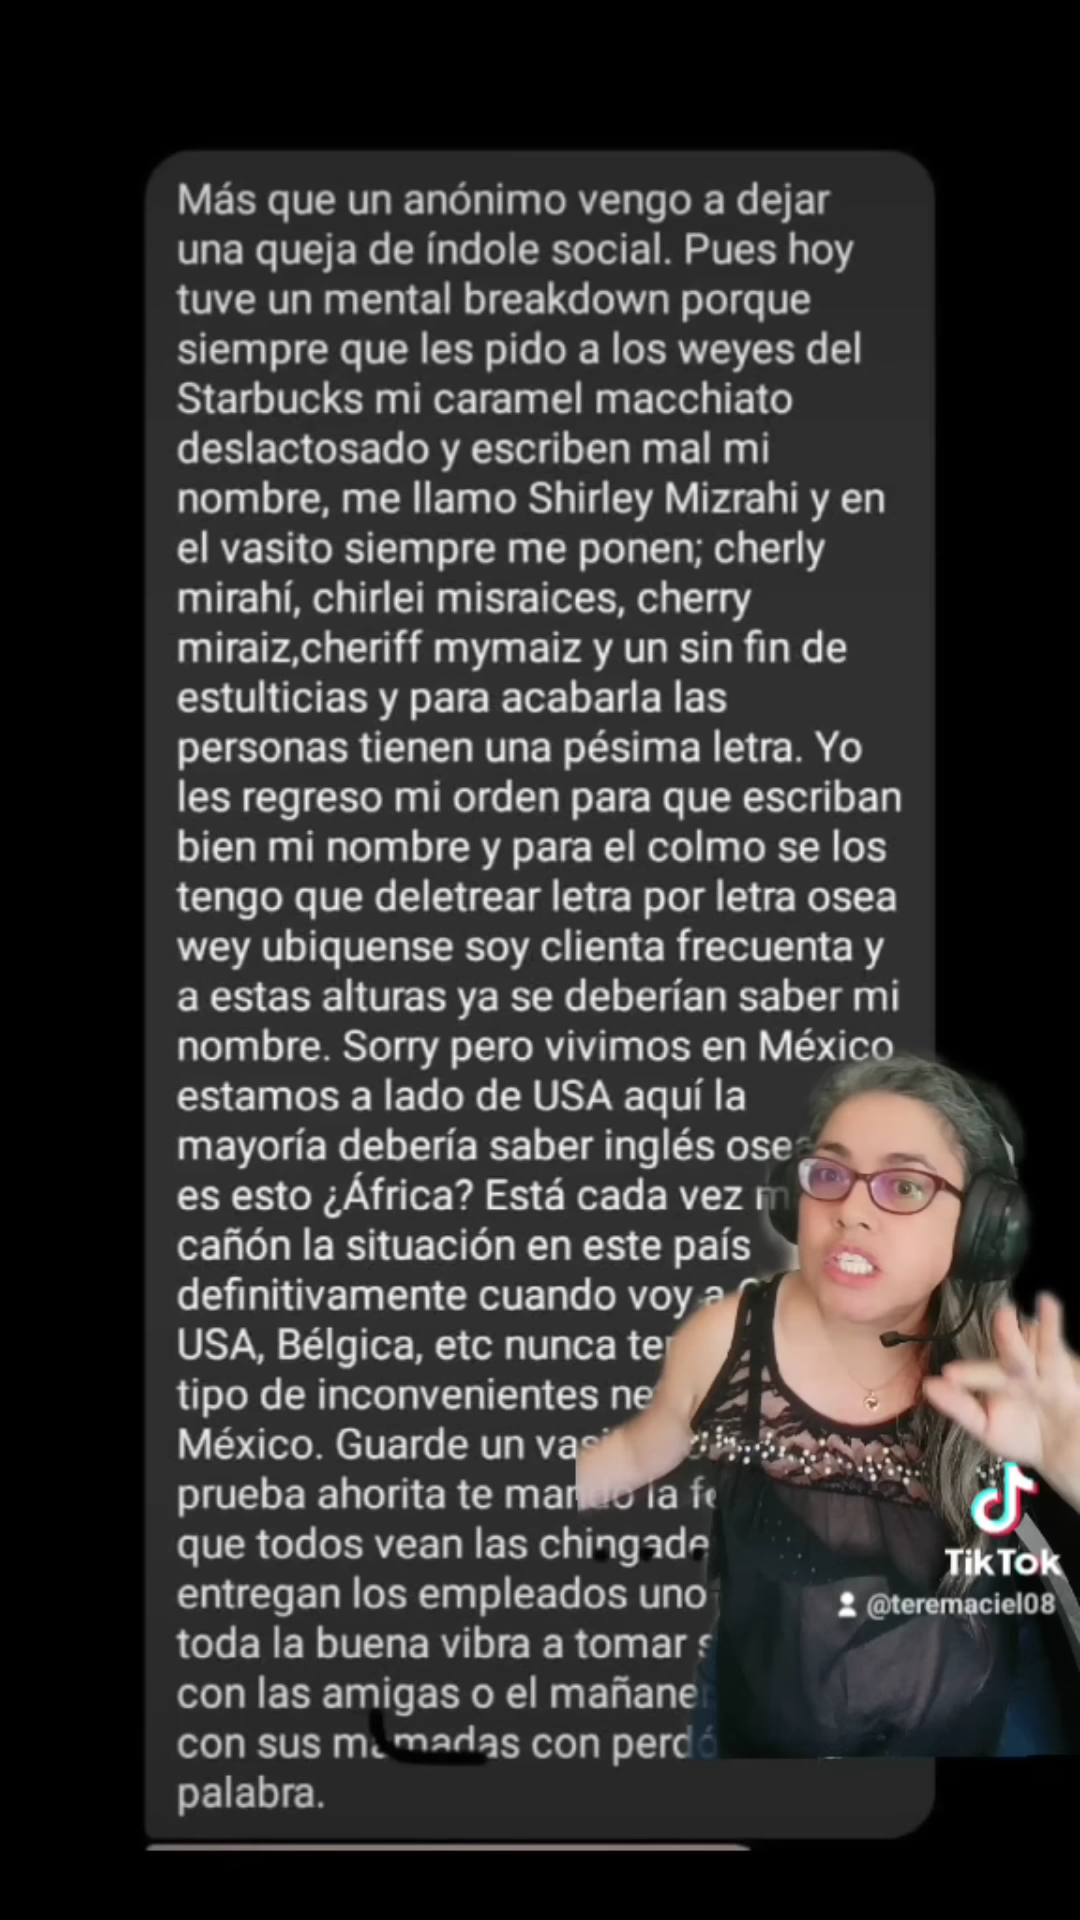 Más que un anónimo vengo a dejar
una queja de índole social. Pues hoy
tuve un mental breakdown porque
siempre que les pido a los weyes del
Starbucks mi caramel macchiato
deslactosado y escriben mal mi
nombre, me llamo Shirley Mizrahi y en
el vasito siempre me ponen; cherly
mirahí, chirlei misraices, cherry
miraiz,cheriff mymaiz y un sin fin de
estulticias y para acabarla las
personas tienen una pésima letra. Yo
les regreso mi orden para que escriban
bien mi nombre y para el colmo se los
tengo que deletrear letra por letra osea
wey ubiquense soy clienta frecuenta y
a estas alturas ya se deberían saber mi
nombre. Sorry pero vivimos en México
estamos a lado de USA aquí la
mayoría debería saber inglés osea
es esto ¿África? Está cada vez
cañón la situación en este país
definitivamente cuando voy a
USA, Bélgica, etc nunca
tipo de inconvenientes
México. Guarde un
prueba ahorita te mando la
que todos vean las
entregan los empleados uno
toda la buena vibra a tomar
con las amigas o el
con sus mamadas con
palabra.
TikTok
@teremaciel08